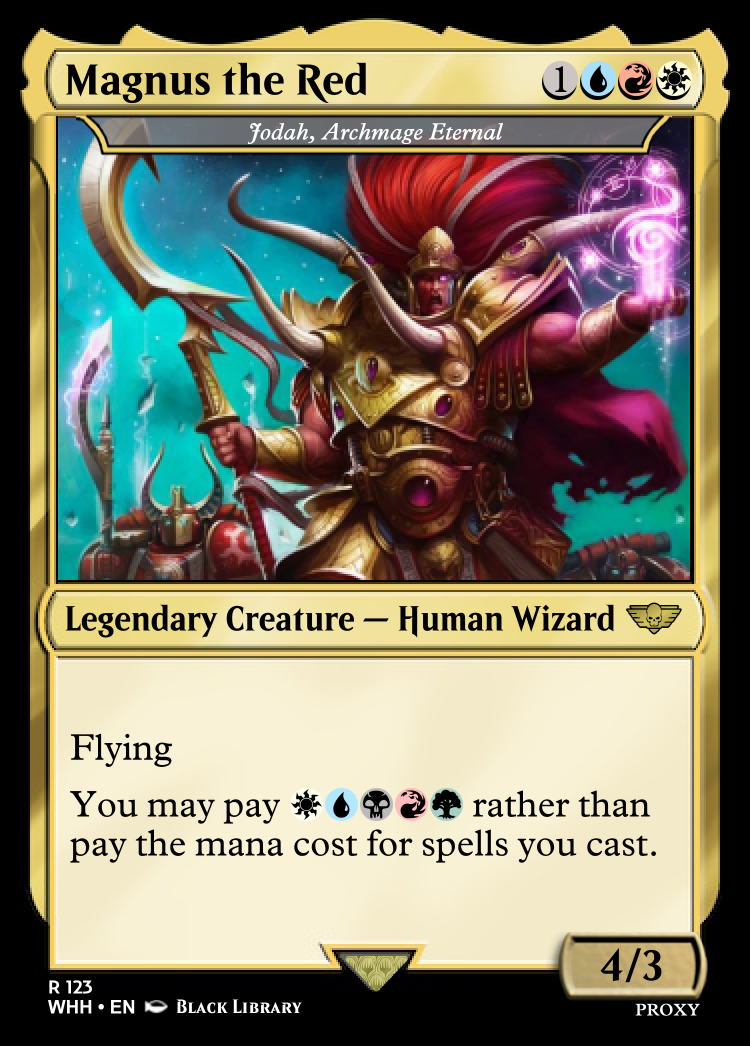 Magnus the Red 1
Jodah, Archmage Eternal
Legendary Creature — Human Wizard
Flying
You may pay rather than
pay the mana cost for spells you cast.
4/3
R 123
WHH • EN BLACK LIBRARY
PROXY